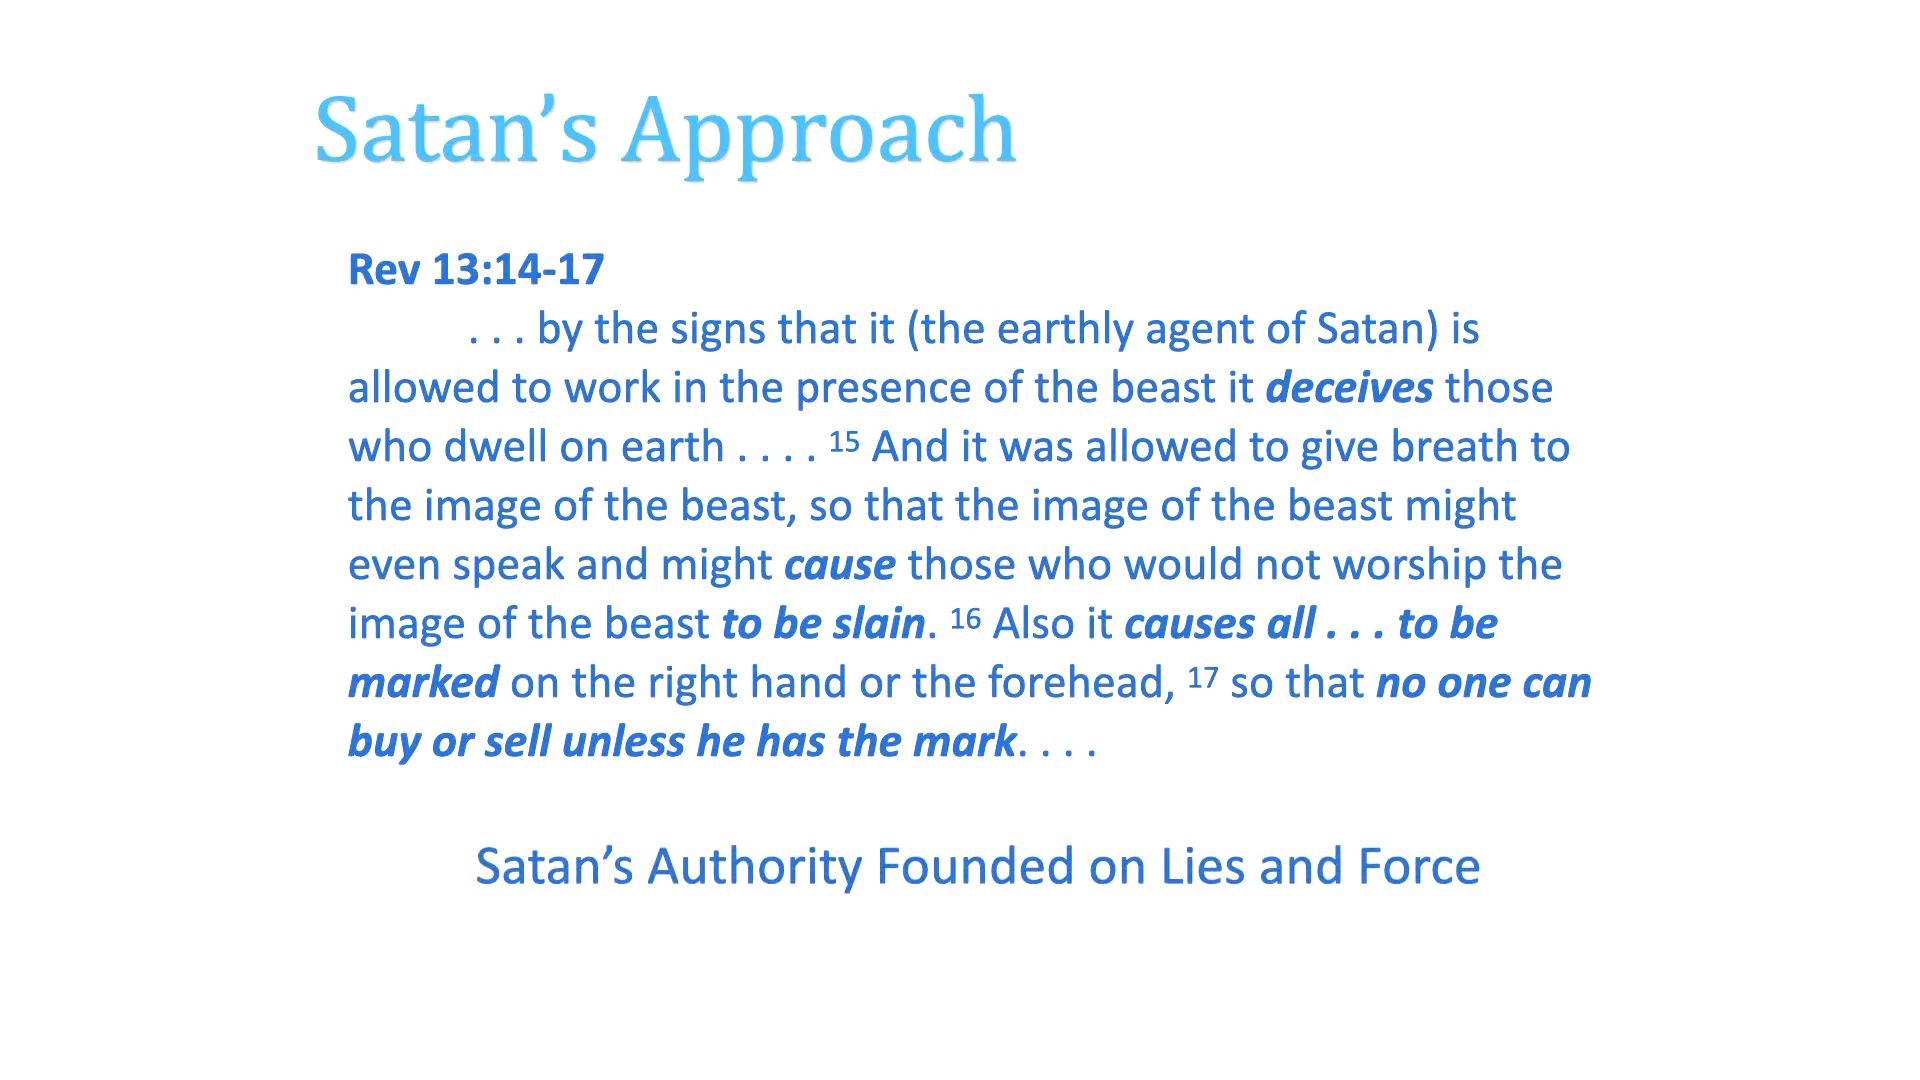 Satan’s Approach
Rev 13:14-17
. . . by the signs that it (the earthly agent of Satan) is
allowed to work in the presence of the beast it deceives those
who dwell on earth . . . . 15 And it was allowed to give breath to
the image of the beast, so that the image of the beast might
even speak and might cause those who would not worship the
image of the beast to be slain. 16 Also it causes all . . . to be
marked on the right hand or the forehead, 17 so that no one can
buy or sell unless he has the mark. . . .
Satan’s Authority Founded on Lies and Force